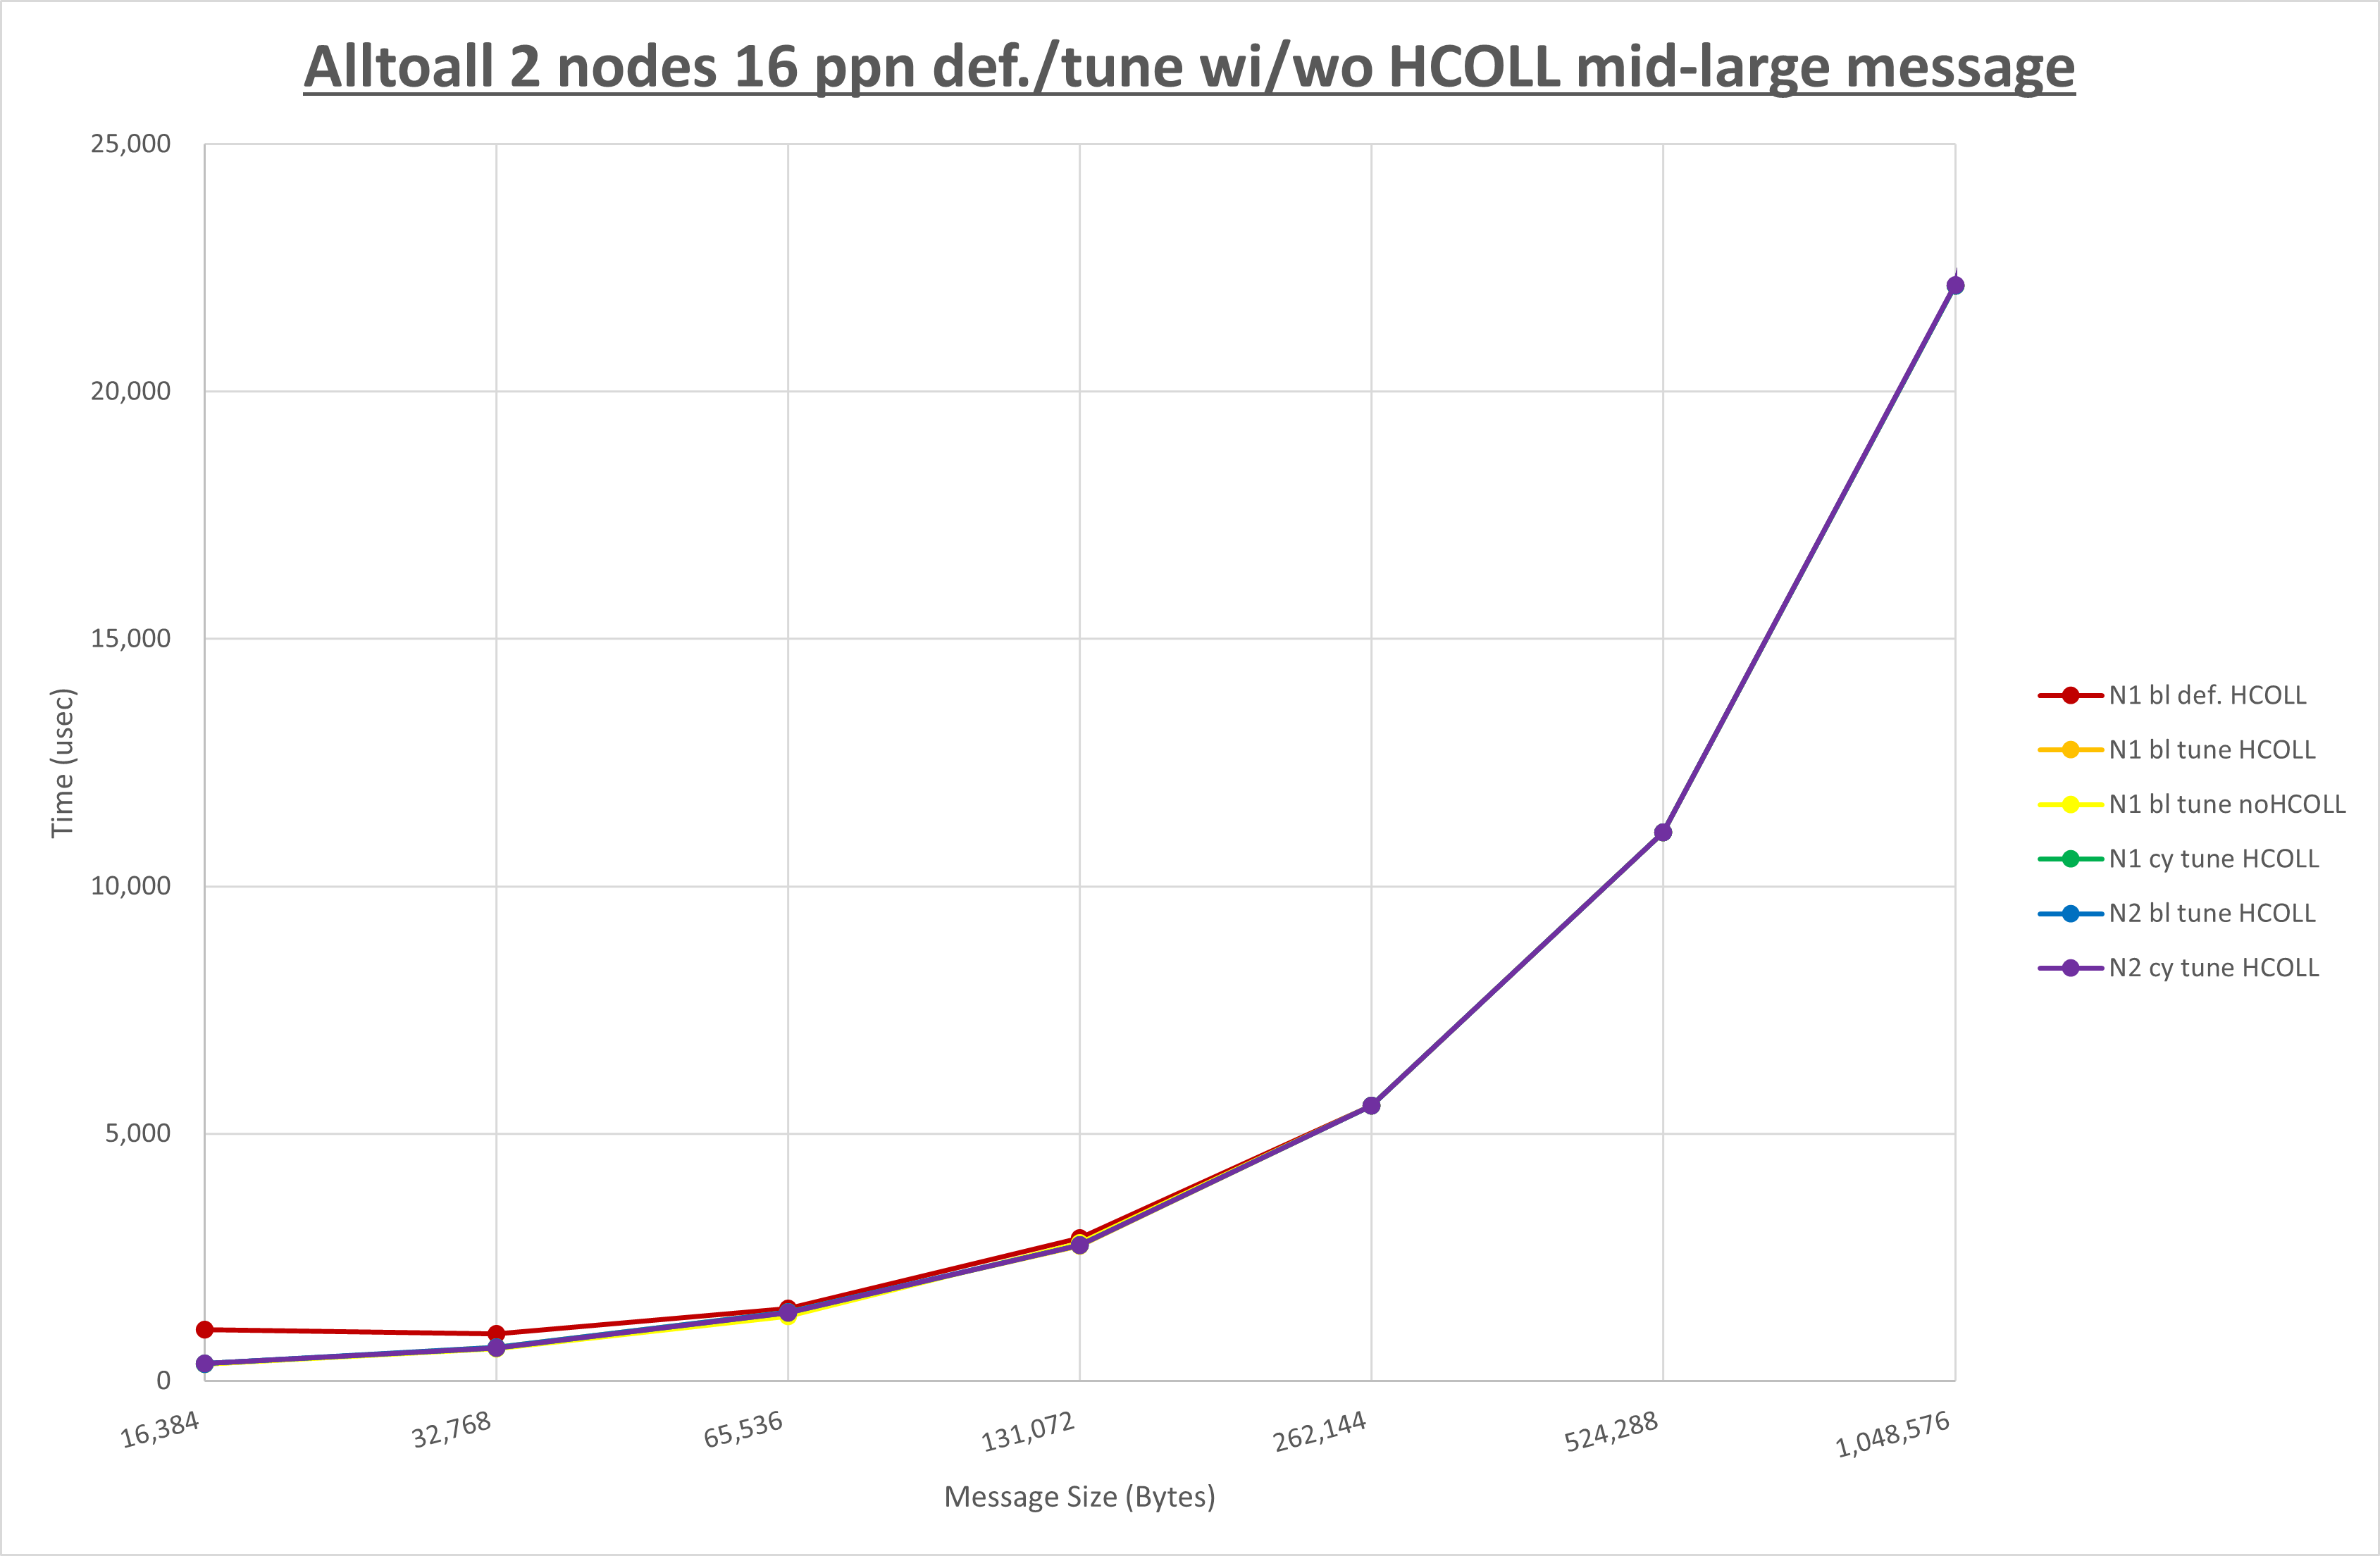 Alltoall 2 nodes 16 ppn def./tune wi/wo HCOLL mid-large message
25,000
20,000
15,000
10,000
5,000
0
Time (usec)
16,384
32,768
65,536
131,072
262,144
524,288
1,048,576
Message Size (Bytes)
N1 bl def. HCOLL
N1 bl tune HCOLL
N1 bl tune noHCOLL
N1 cy tune HCOLL
N2 bl tune HCOLL
N2 cy tune HCOLL